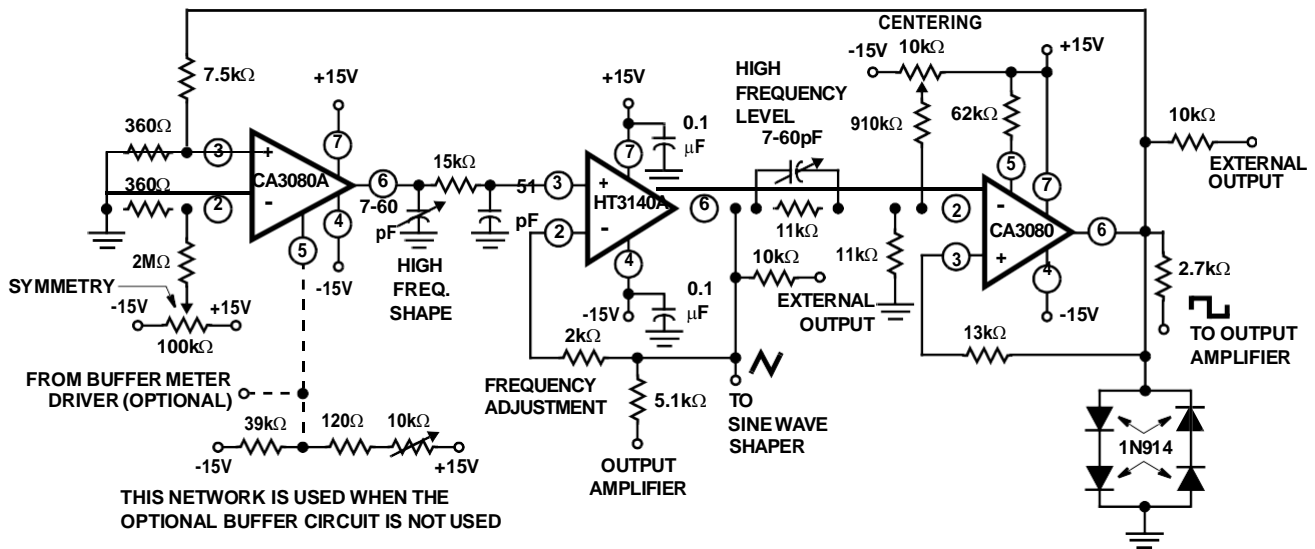 CENTERING
-15V
10kΩ
+15V
7.5kΩ
+15V
+15V
HIGH
FREQUENCY
LEVEL
7-60pF
910kΩ
62kΩ
10kΩ
EXTERNAL
OUTPUT
360Ω
3
+
7
CA3080A
360Ω
2
-
6
15kΩ
7-60
pF
4
5
-15V
51
pF
HIGH
FREQ.
SHAPE
2MΩ
SYMMETRY
-15V
+15V
100kΩ
0.1
μF
7
3
+
HT3140A
2
-
6
4
0.1
μF
-15V
11kΩ
10kΩ
EXTERNAL
OUTPUT
11kΩ
5
7
2
-
CA3080
6
3
+
4
-15V
13kΩ
2.7kΩ
TO OUTPUT
AMPLIFIER
2kΩ
FREQUENCY
ADJUSTMENT
5.1kΩ
OUTPUT
AMPLIFIER
TO
SINE WAVE
SHAPER
1N914
FROM BUFFER METER
DRIVER (OPTIONAL)
39kΩ
120Ω
10kΩ
-15V
+15V
THIS NETWORK IS USED WHEN THE
OPTIONAL BUFFER CIRCUIT IS NOT USED